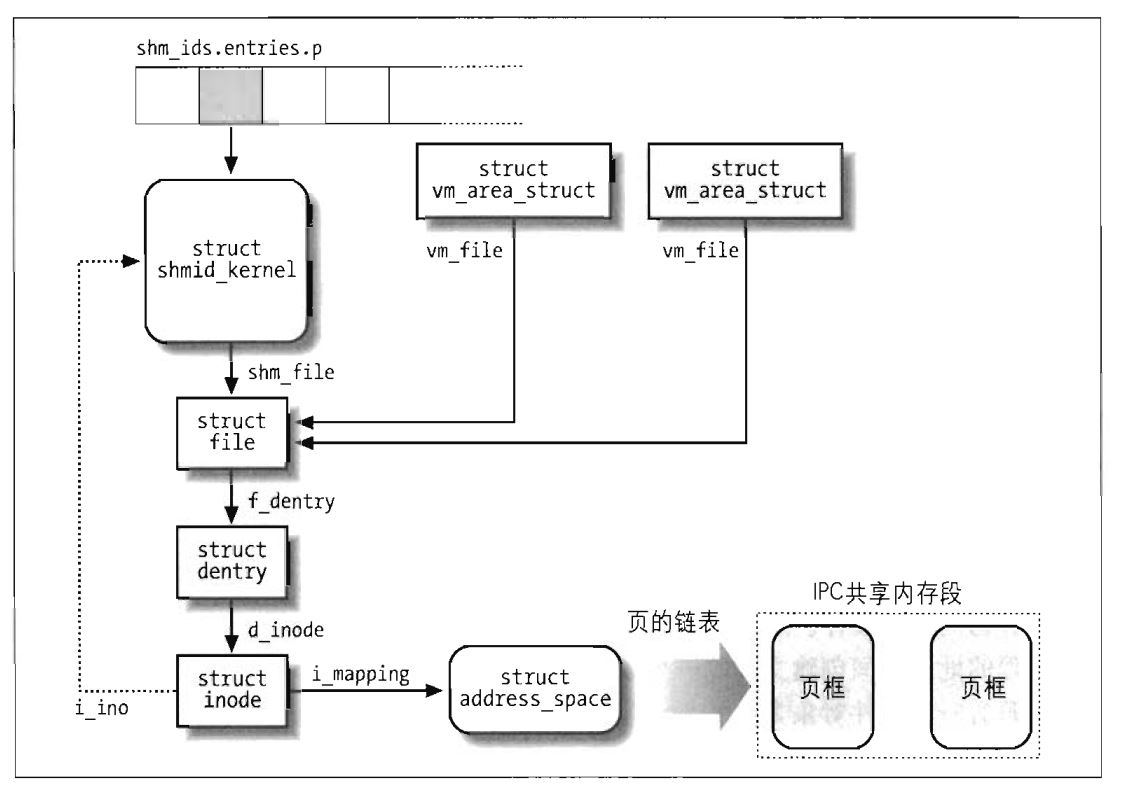 shm_ids.entries.p
struct
vm_area_struct
struct
vm_area_struct
vm_file
vm_file
struct
shmid_kernel
shm_file
struct
file
f_dentry
struct
dentry
d_inode
struct
inode
i_ino
i_mapping
struct
address_space
页的链表
IPC共享内存段
页框
页框